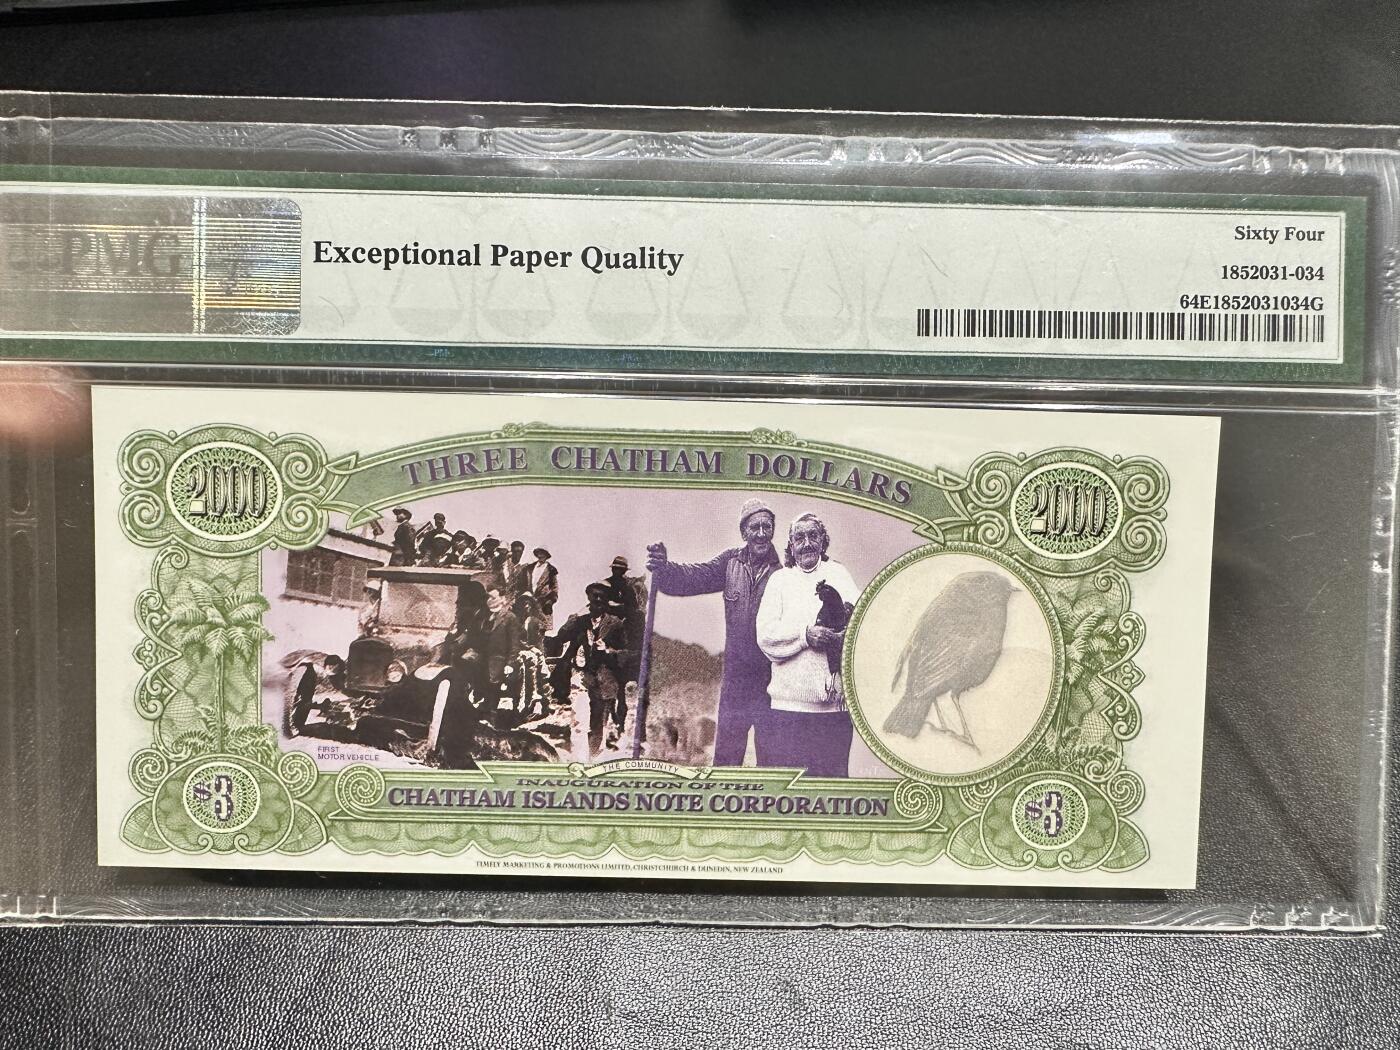 PMG
Exceptional Paper Quality
Sixty Four
1852031-034
64E1852031034G
THREE CHATHAM DOLLARS
2000
2000
FIRST
MOTOR VEHICLE
THE COMMUNITY
INAUGURATION OF THE
CHATHAM ISLANDS NOTE CORPORATION
$3
$3
TIMELY MARKETING & PROMOTIONS LIMITED, CHRISTCHURCH & DUNEDIN, NEW ZEALAND